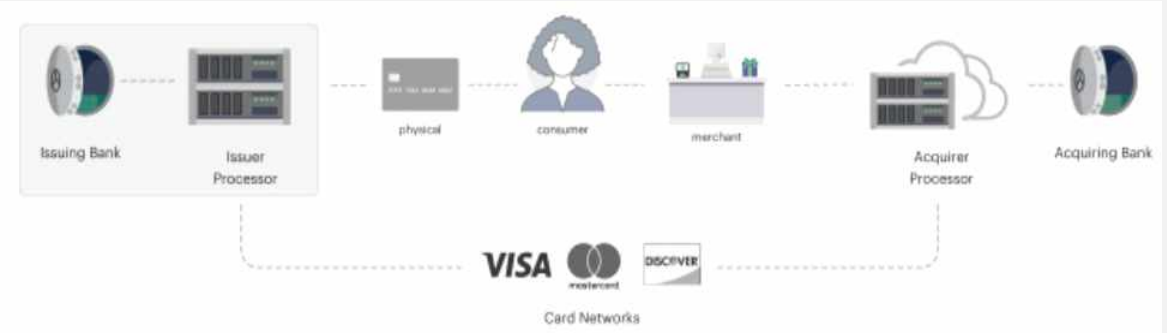 physical
consumer
merchant
Issuing Bank
Issuer
Processor
Acquirer
Processor
Acquiring Bank
VISA
mastercard
DISCOVER
Card Networks